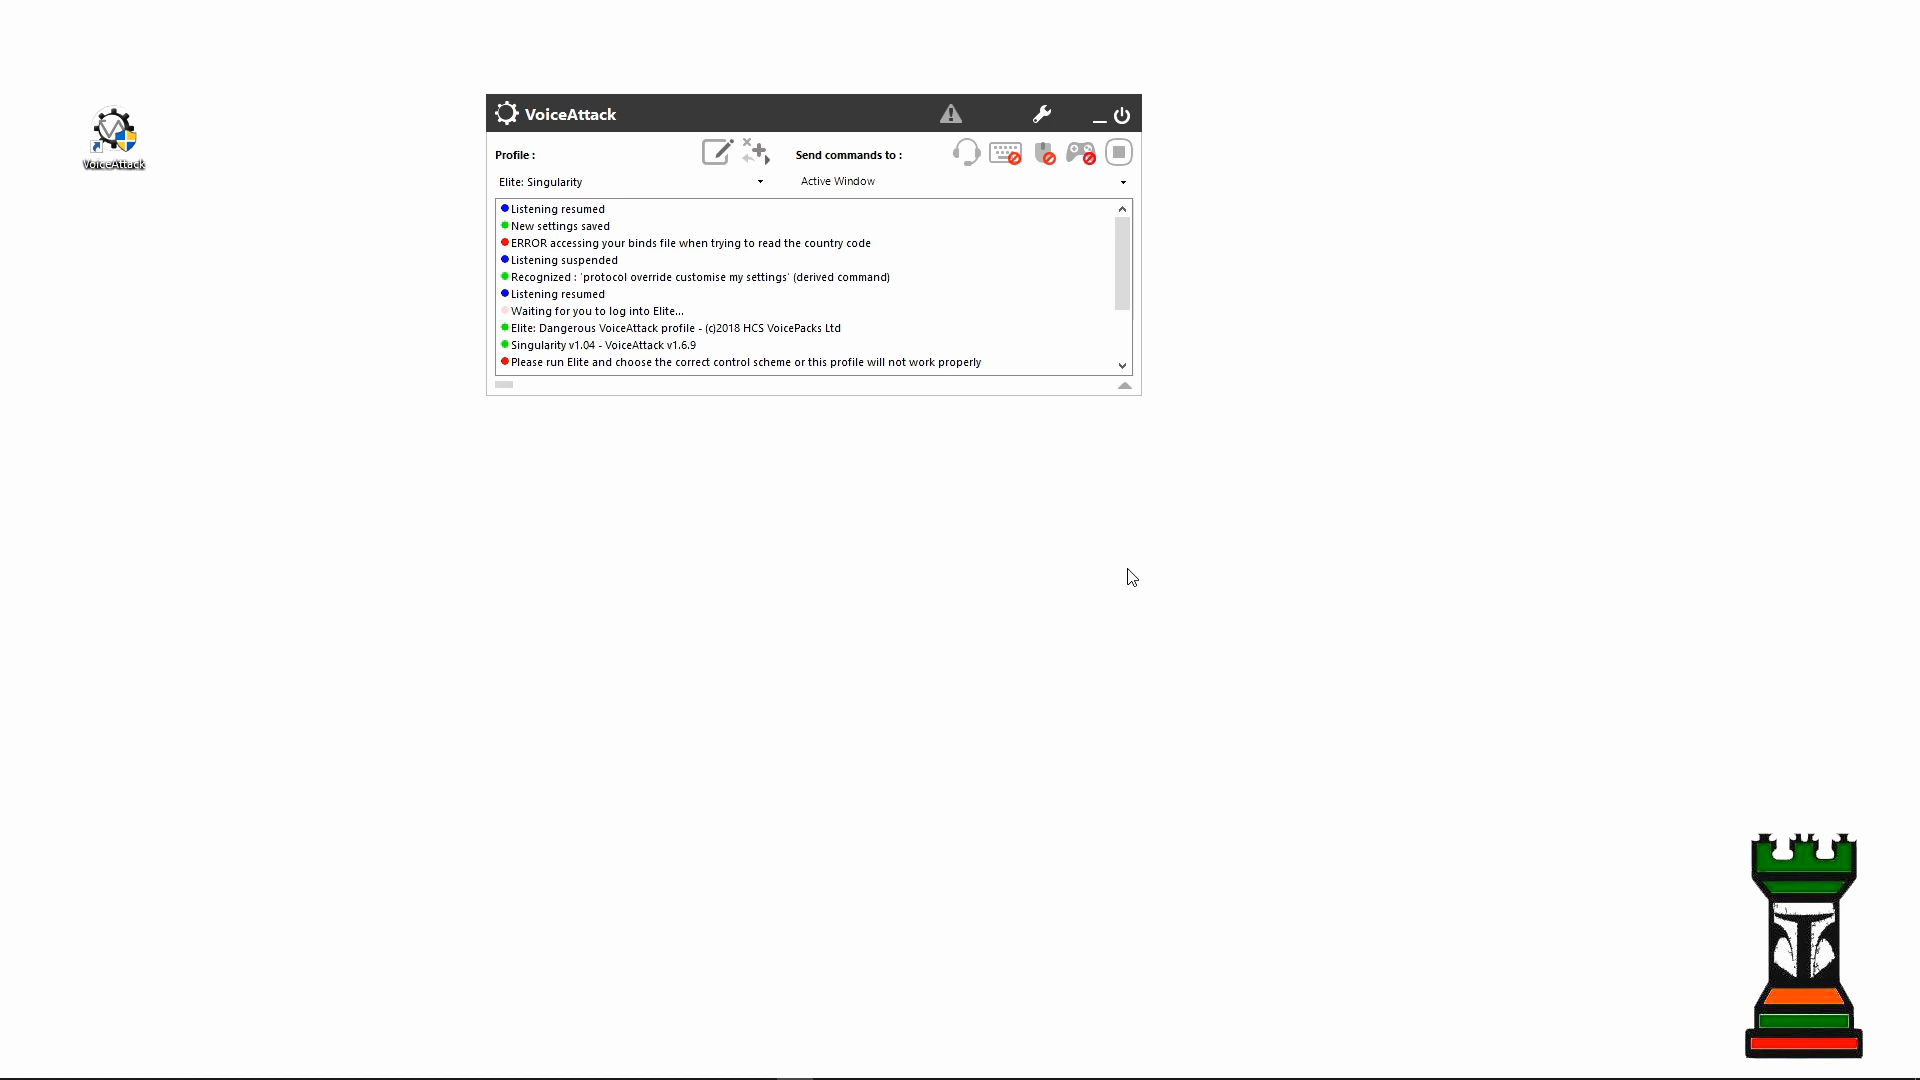 VoiceAttack
VoiceAttack
Profile :
Send commands to :
Elite: Singularity
Active Window
Listening resumed
New settings saved
ERROR accessing your binds file when trying to read the country code
Listening suspended
Recognized : 'protocol override customise my settings' (derived command)
Listening resumed
Waiting for you to log into Elite...
Elite: Dangerous VoiceAttack profile - (c)2018 HCS VoicePacks Ltd
Singularity v1.04 - VoiceAttack v1.6.9
Please run Elite and choose the correct control scheme or this profile will not work properly